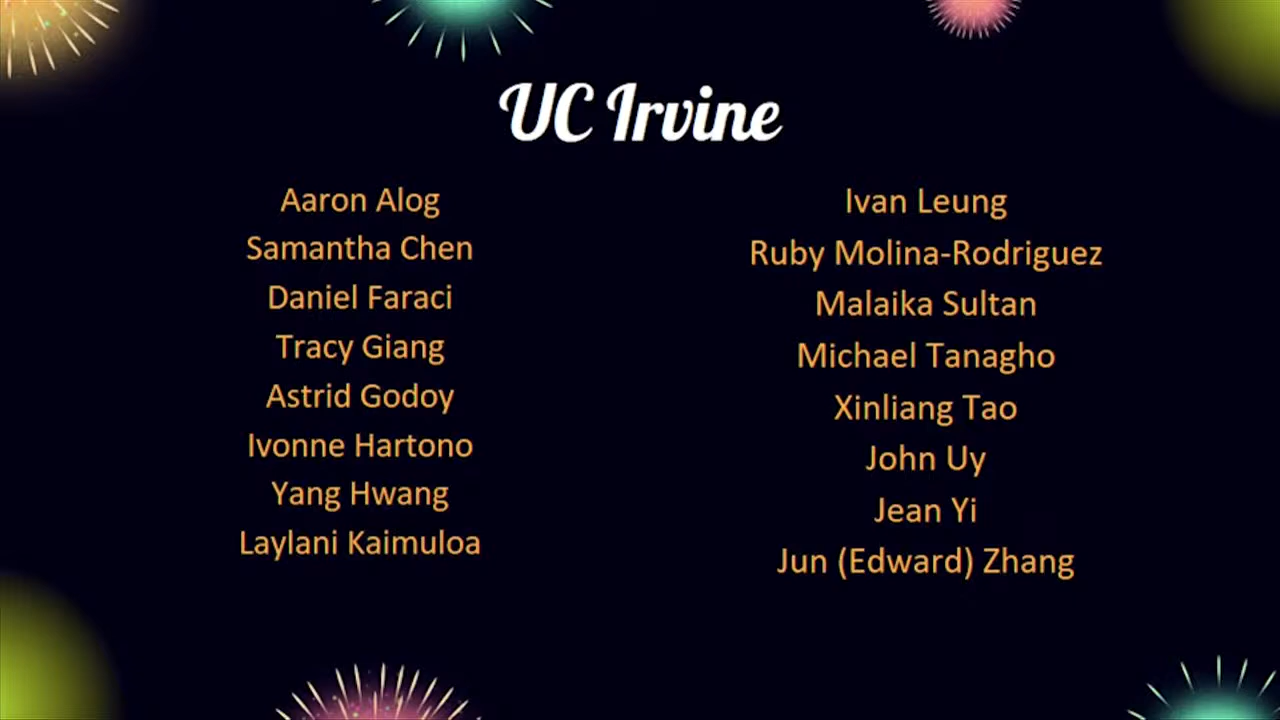 UC Irvine
Aaron Alog
Samantha Chen
Daniel Faraci
Tracy Giang
Astrid Godoy
Ivonne Hartono
Yang Hwang
Laylani Kaimuloa
Ivan Leung
Ruby Molina-Rodriguez
Malaika Sultan
Michael Tanagho
Xinliang Tao
John Uy
Jean Yi
Jun (Edward) Zhang